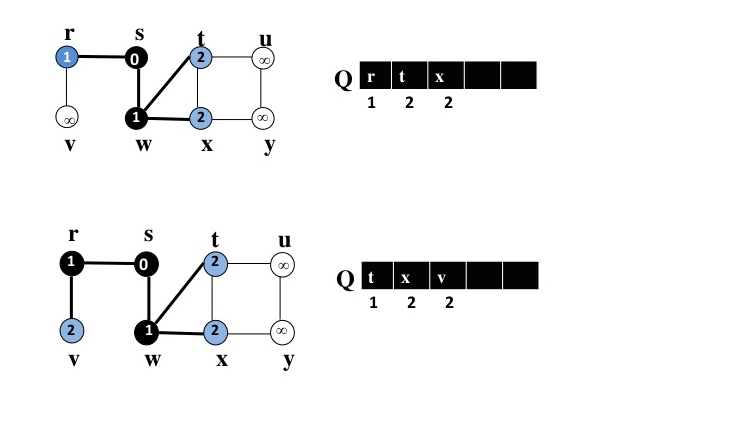 r s t u
1 0 2 ∞
Q r t x
1 2 2
∞ 1 2 ∞
v w x y
r s t u
1 0 2 ∞
Q t x v
1 2 2
2 1 2 ∞
v w x y